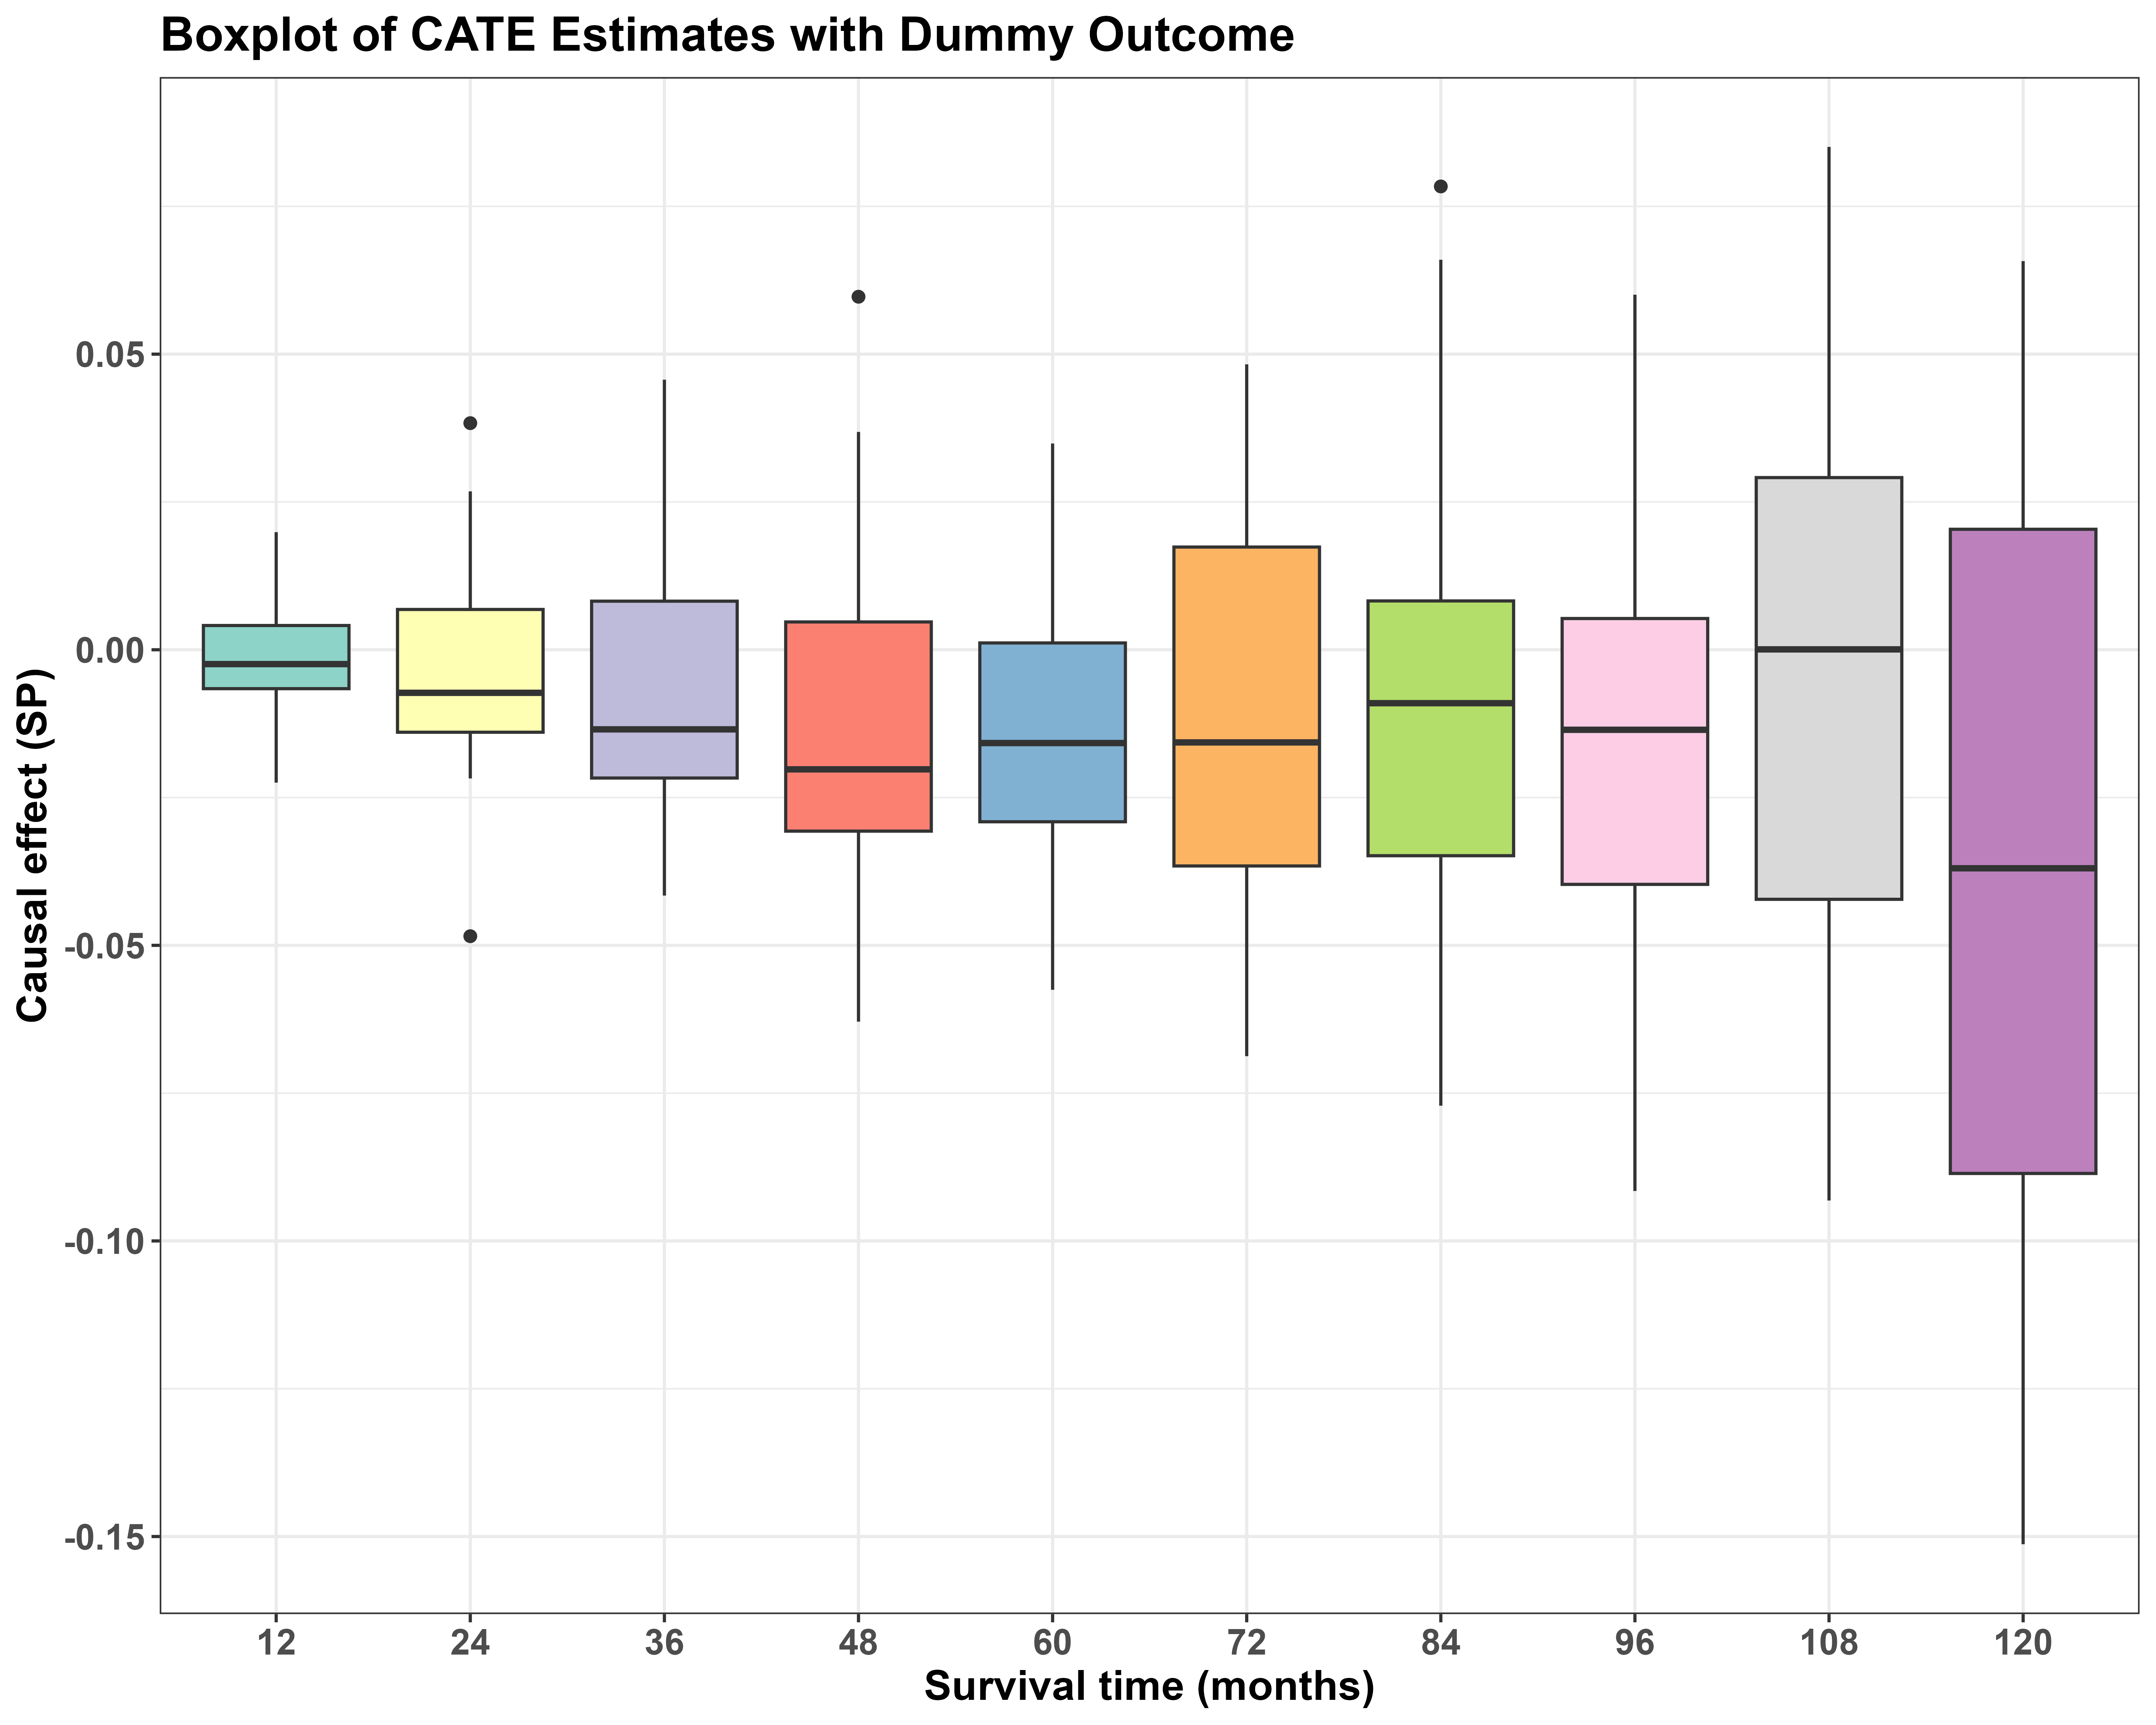 Boxplot of CATE Estimates with Dummy Outcome
Causal effect (SP)
0.05
0.00
-0.05
-0.10
-0.15
12 24 36 48 60 72 84 96 108 120
Survival time (months)